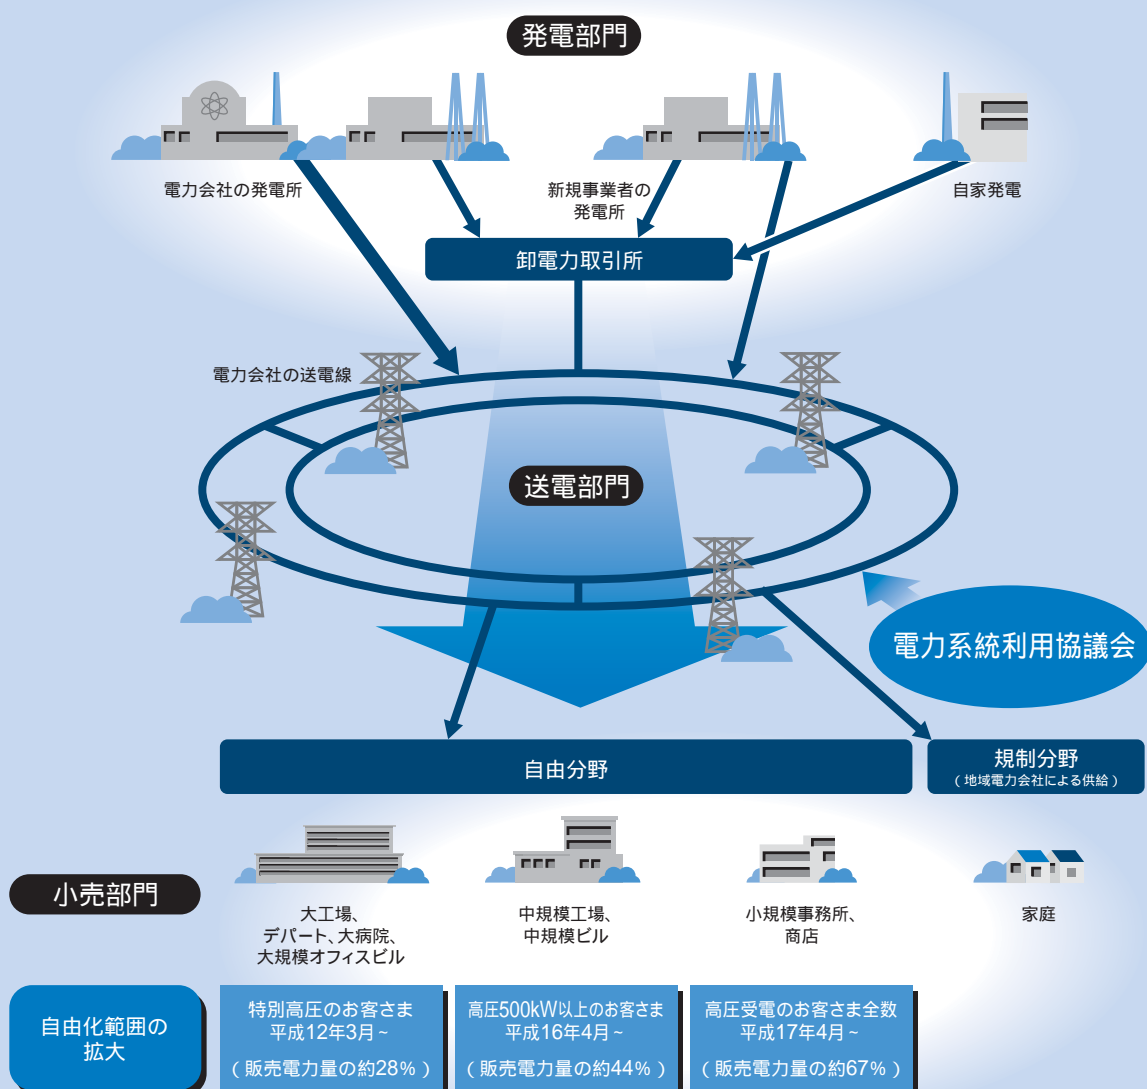 発電部門
電力会社の発電所
新規事業者の
発電所
自家発電
卸電力取引所
電力会社の送電線
送電部門
電力系統利用協議会
自由分野
規制分野
（地域電力会社による供給）
小売部門
大工場、
デパート、大病院、
大規模オフィスビル
中規模工場、
中規模ビル
小規模事務所、
商店
家庭
自由化範囲の
拡大
特別高圧のお客さま
平成12年3月~
（販売電力量の約28%）
高圧500kW以上のお客さま
平成16年4月~
（販売電力量の約44%）
高圧受電のお客さま全数
平成17年4月~
（販売電力量の約67%）